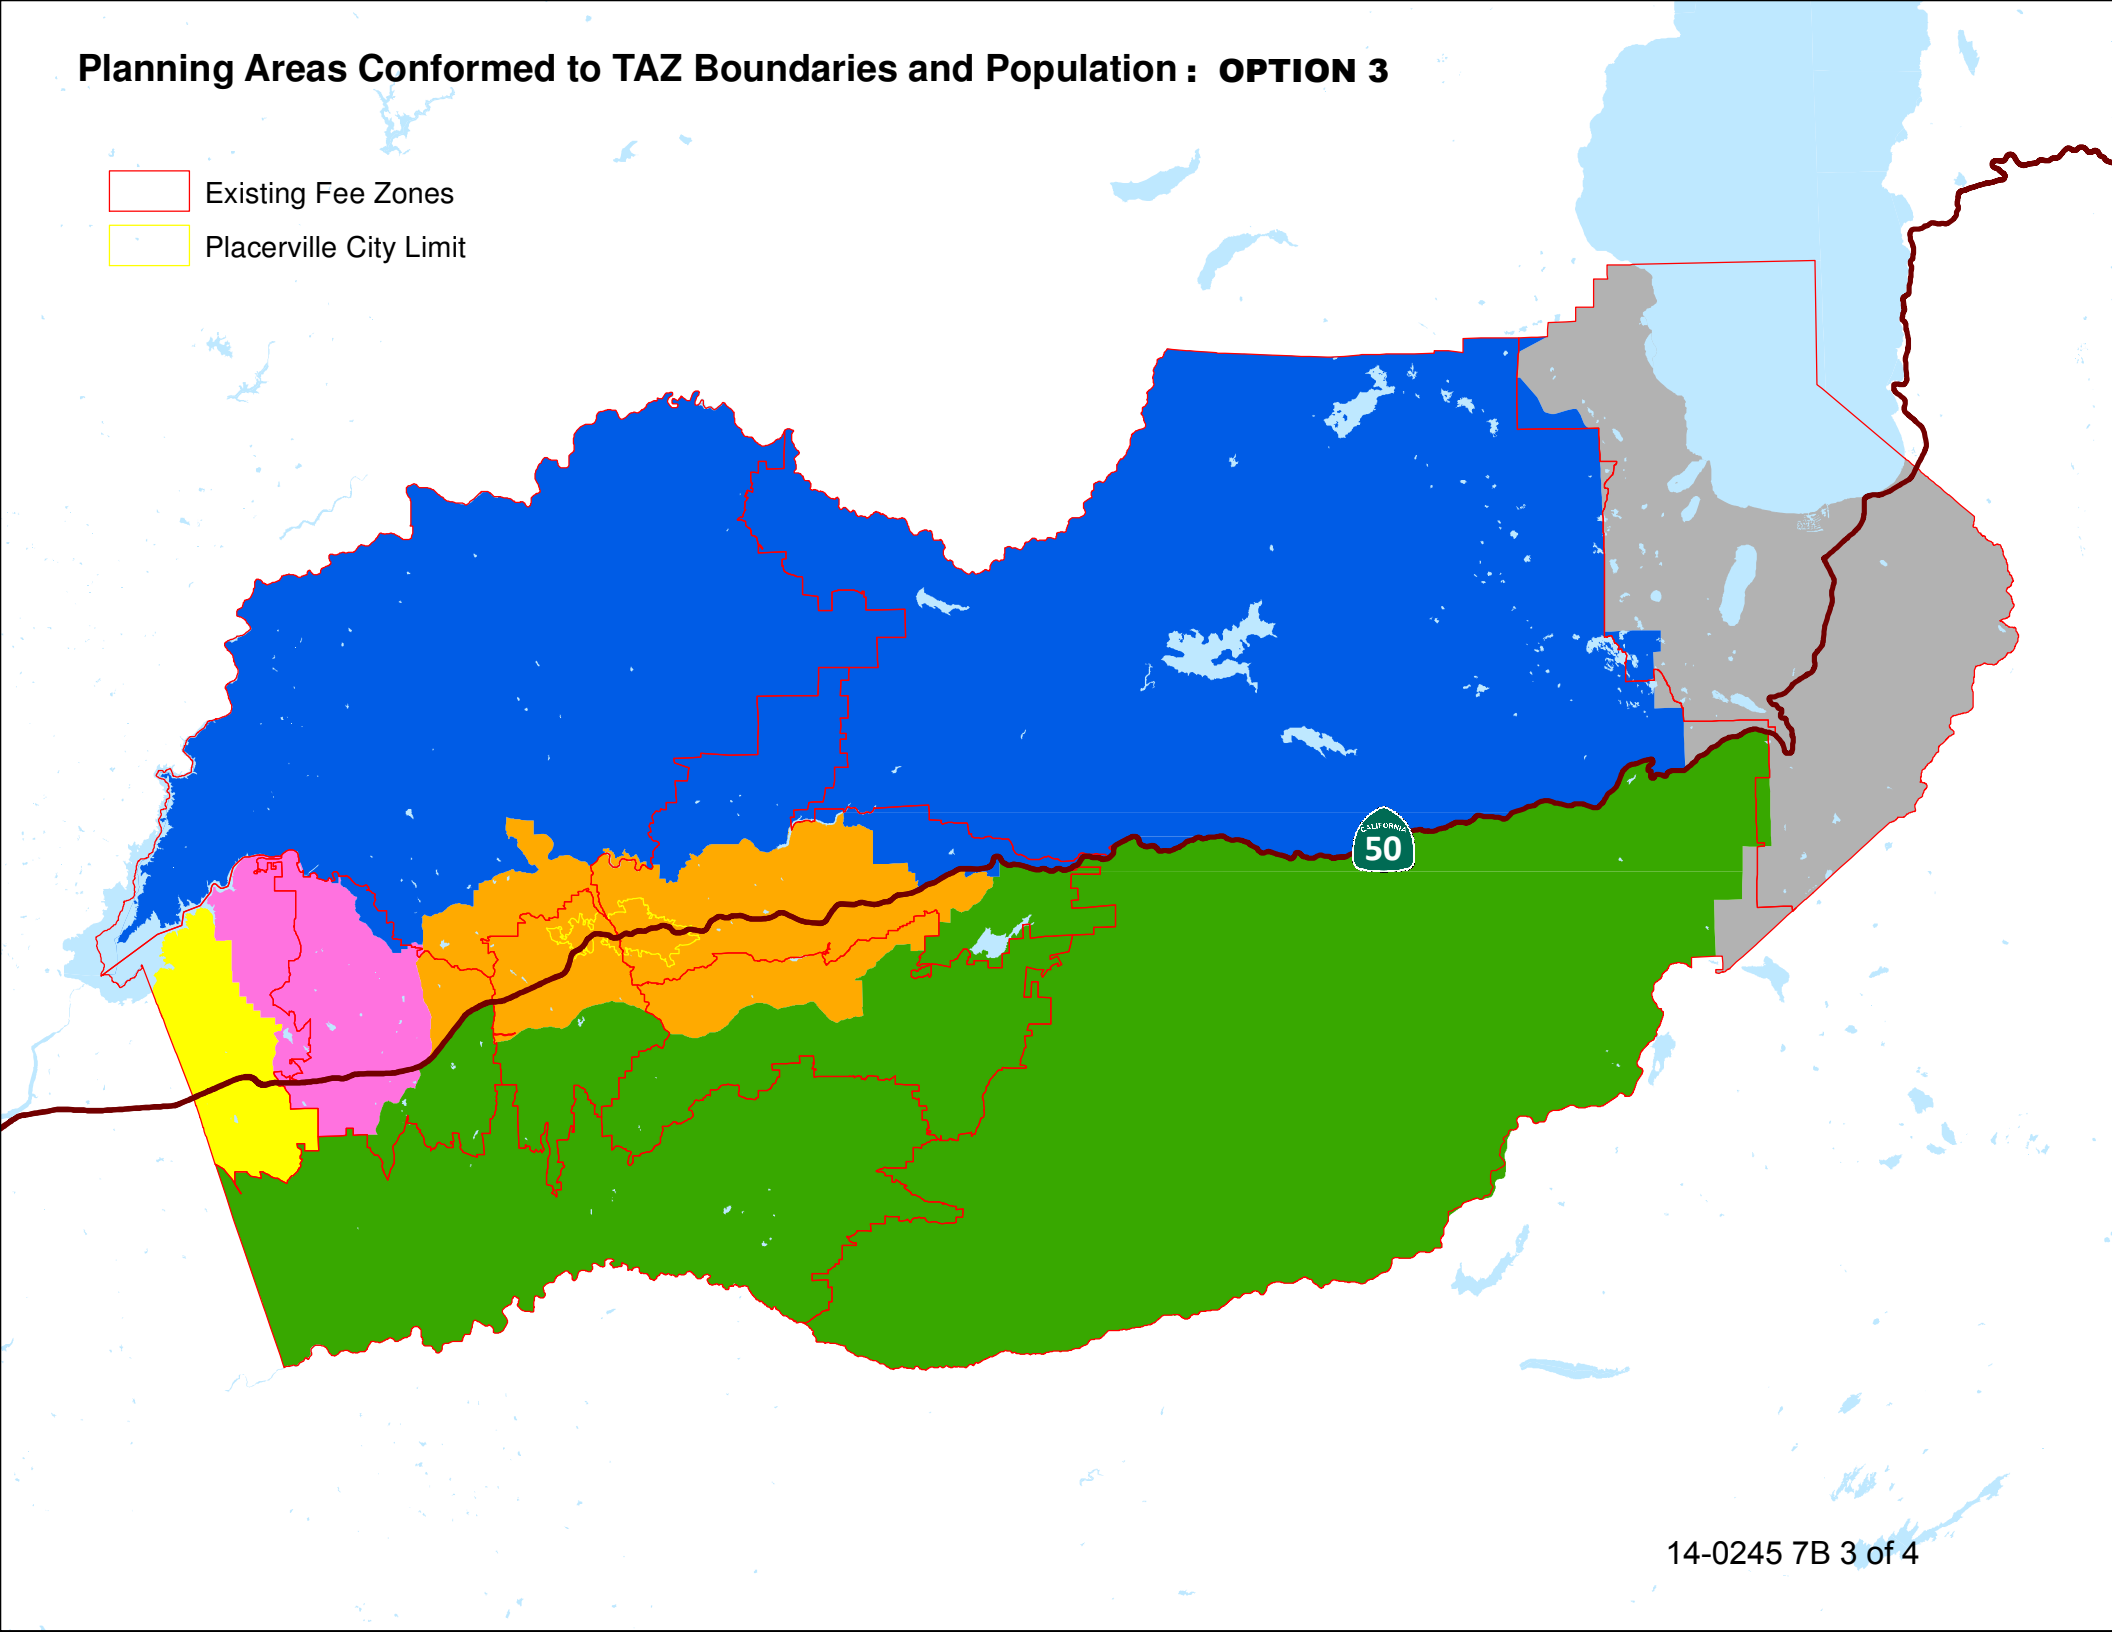 Planning Areas Conformed to TAZ Boundaries and Population : OPTION 3
Existing Fee Zones
Placerville City Limit
CALIFORNIA
50
14-0245 7B 3 of 4